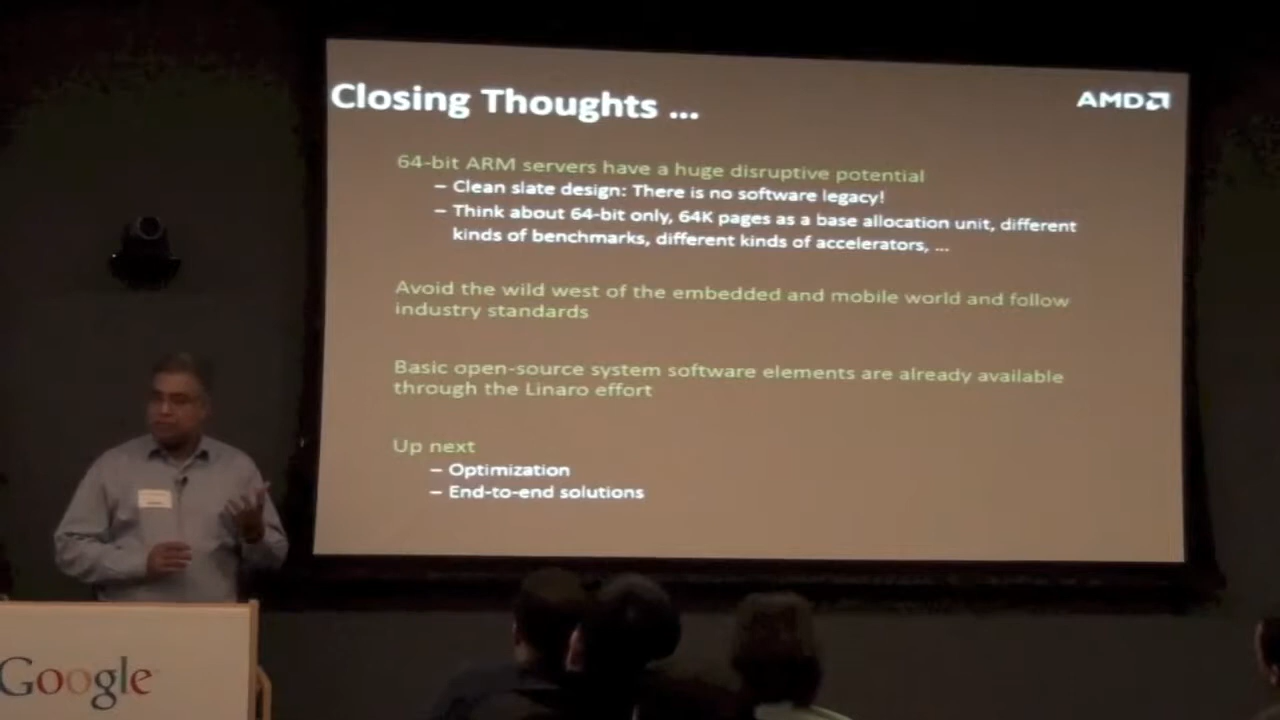 Closing Thoughts ...
AMD
64-bit ARM servers have a huge disruptive potential
– Clean slate design: There is no software legacy!
– Think about 64-bit only, 64K pages as a base allocation unit, different
kinds of benchmarks, different kinds of accelerators, ...
Avoid the wild west of the embedded and mobile world and follow
industry standards
Basic open-source system software elements are already available
through the Linaro effort
Up next
– Optimization
– End-to-end solutions
Google